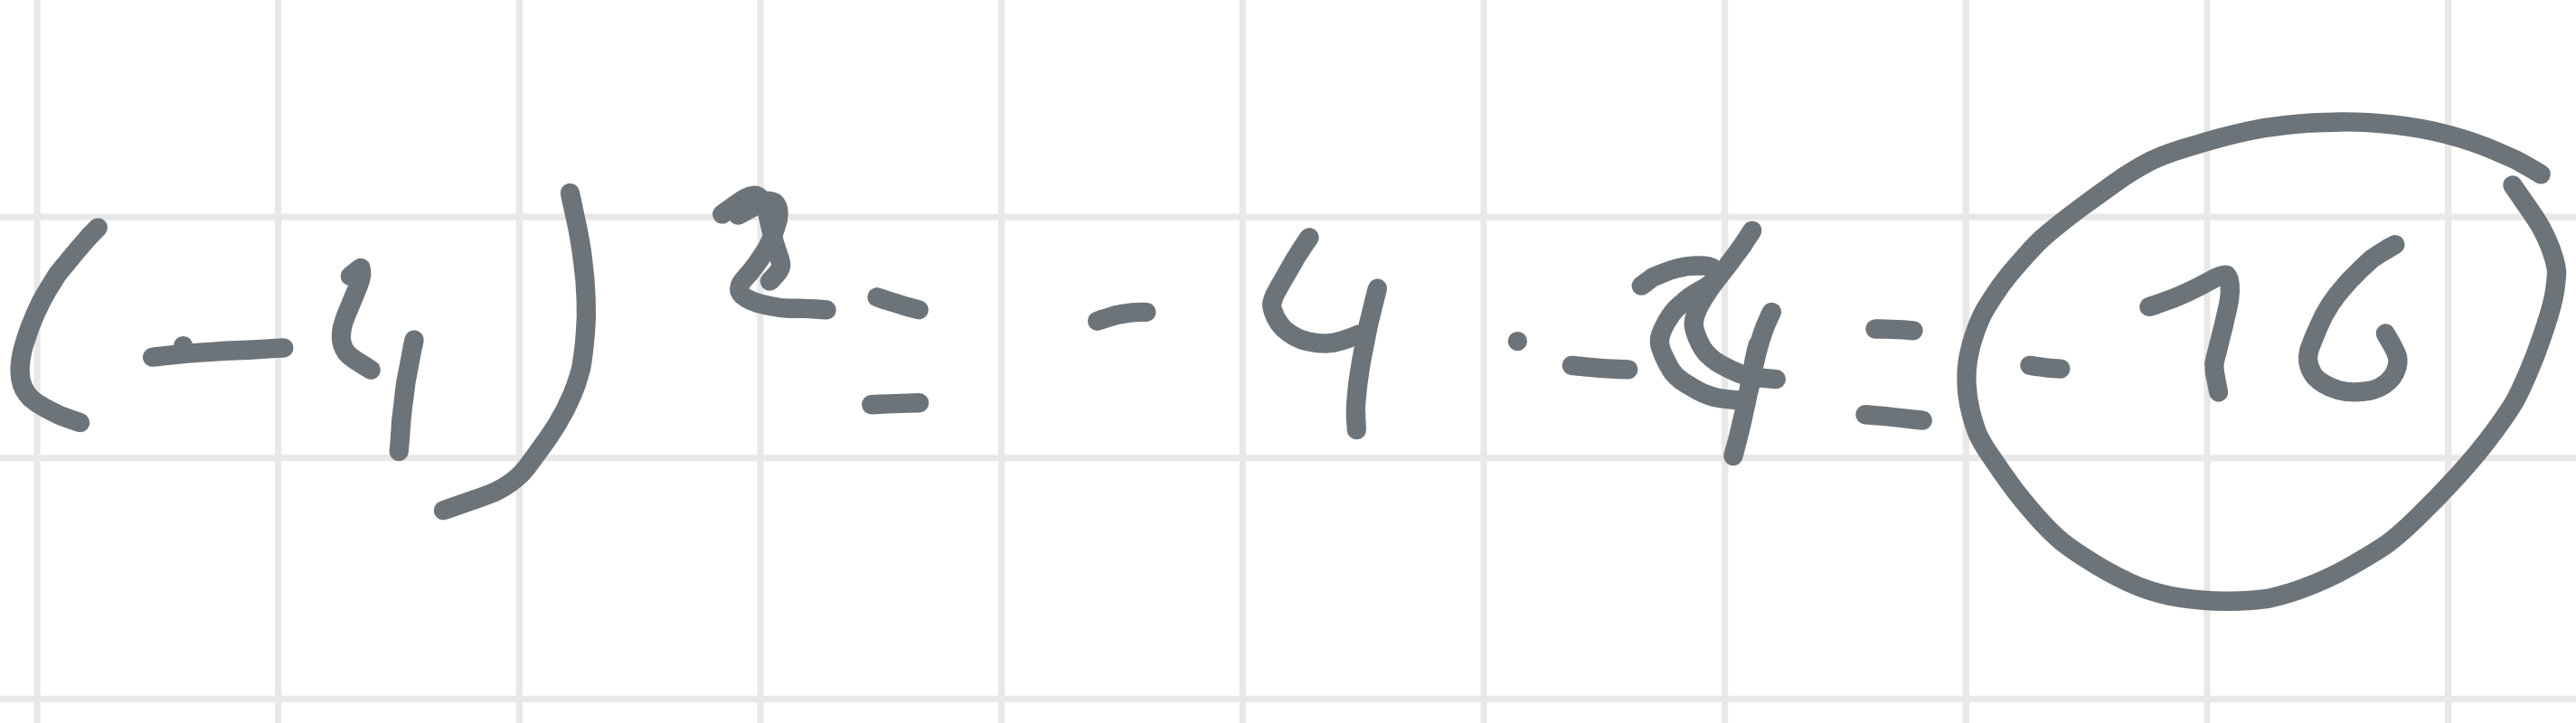 (-4)² = -4 · -4 = -16